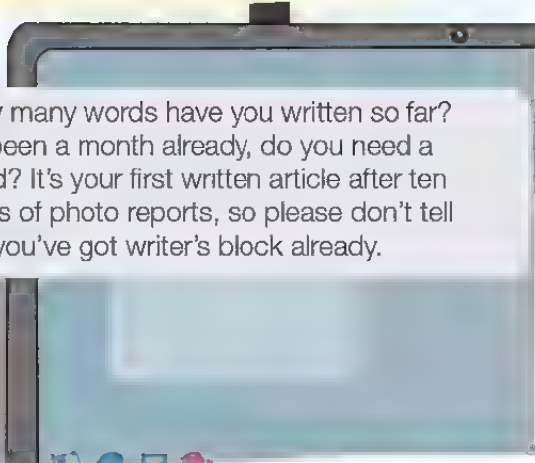 many words have you written so far?
been a month already, do you need a
? It's your first written article after ten
s of photo reports, so please don't tell
you've got writer's block already.